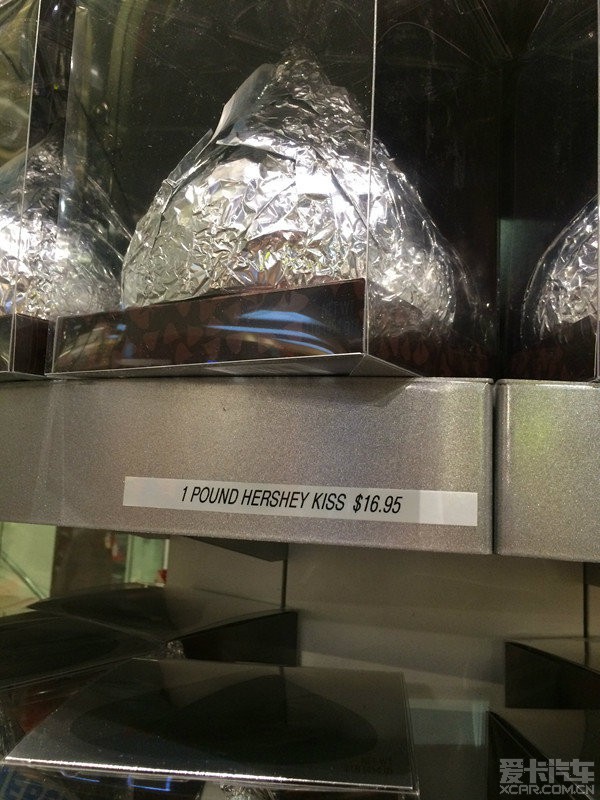 1 POUND HERSHEY KISS $16.95
爱卡汽车
XCAR.COM.CN